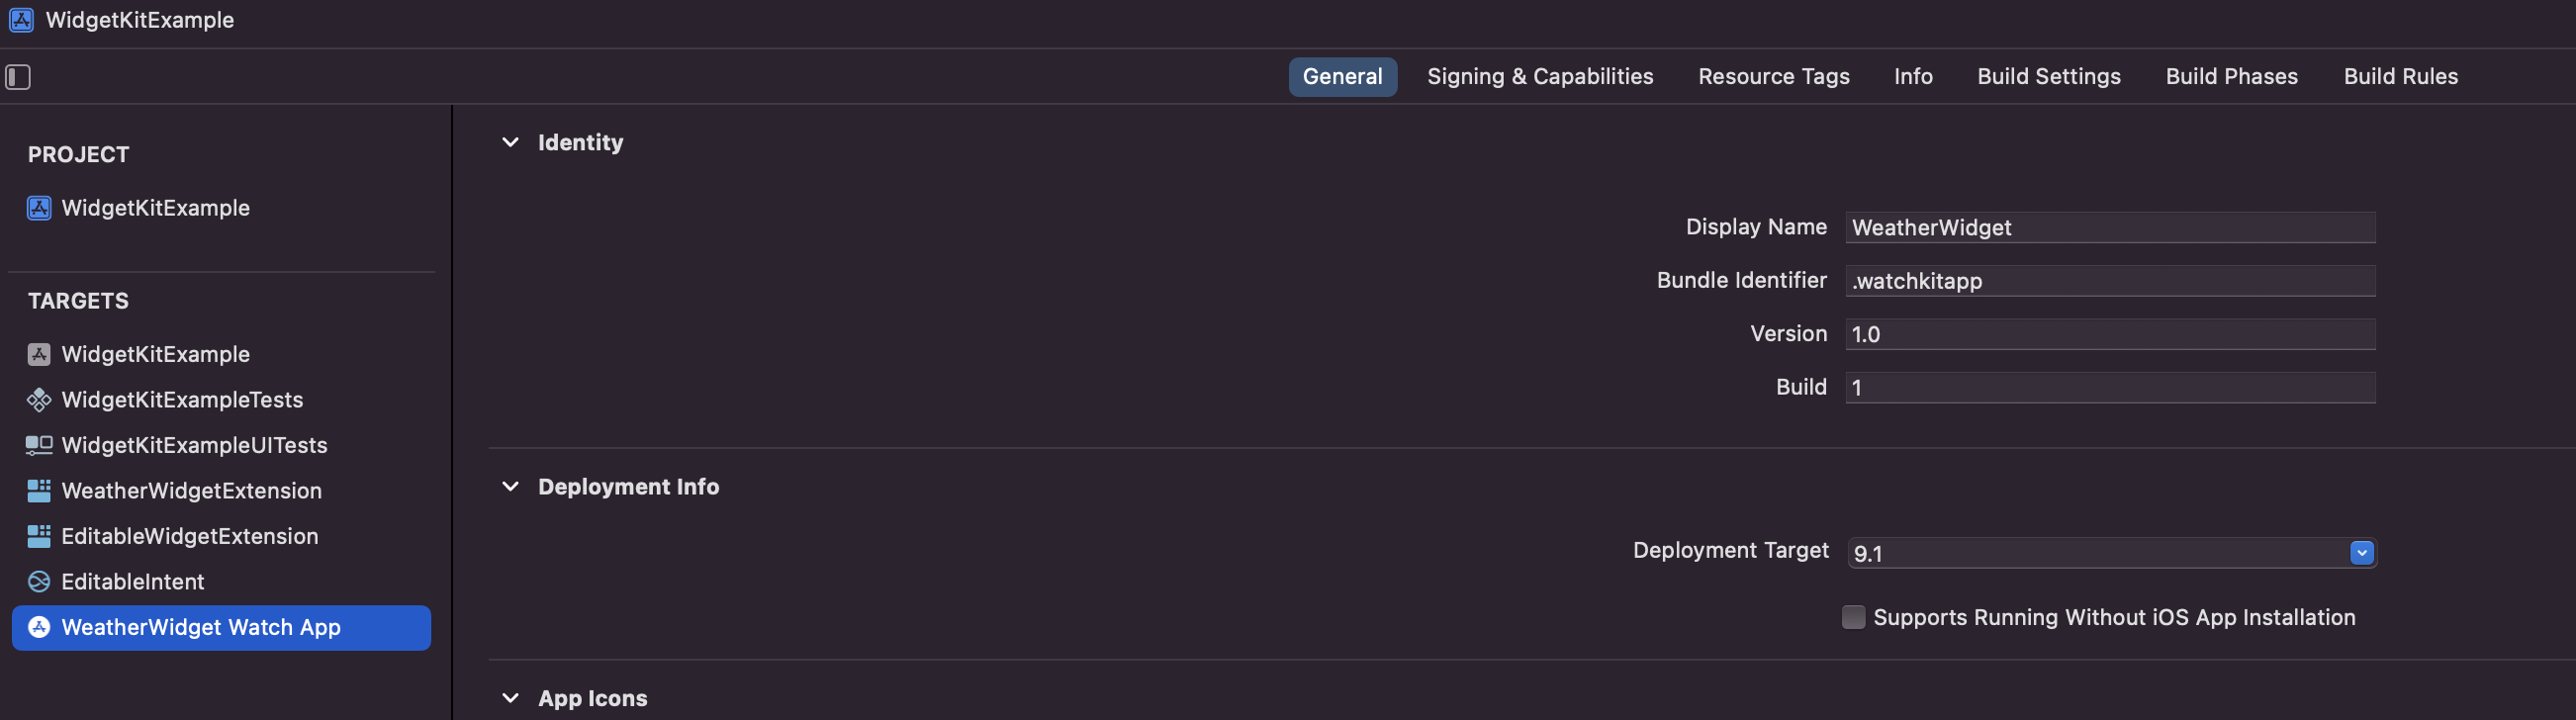 WidgetKitExample
General Signing & Capabilities Resource Tags Info Build Settings Build Phases Build Rules
PROJECT
WidgetKitExample
TARGETS
WidgetKitExample
WidgetKitExampleTests
WidgetKitExampleUITests
WeatherWidgetExtension
EditableWidgetExtension
EditableIntent
WeatherWidget Watch App
Identity
Display Name WeatherWidget
Bundle Identifier .watchkitapp
Version 1.0
Build 1
Deployment Info
Deployment Target 9.1
Supports Running Without iOS App Installation
App Icons